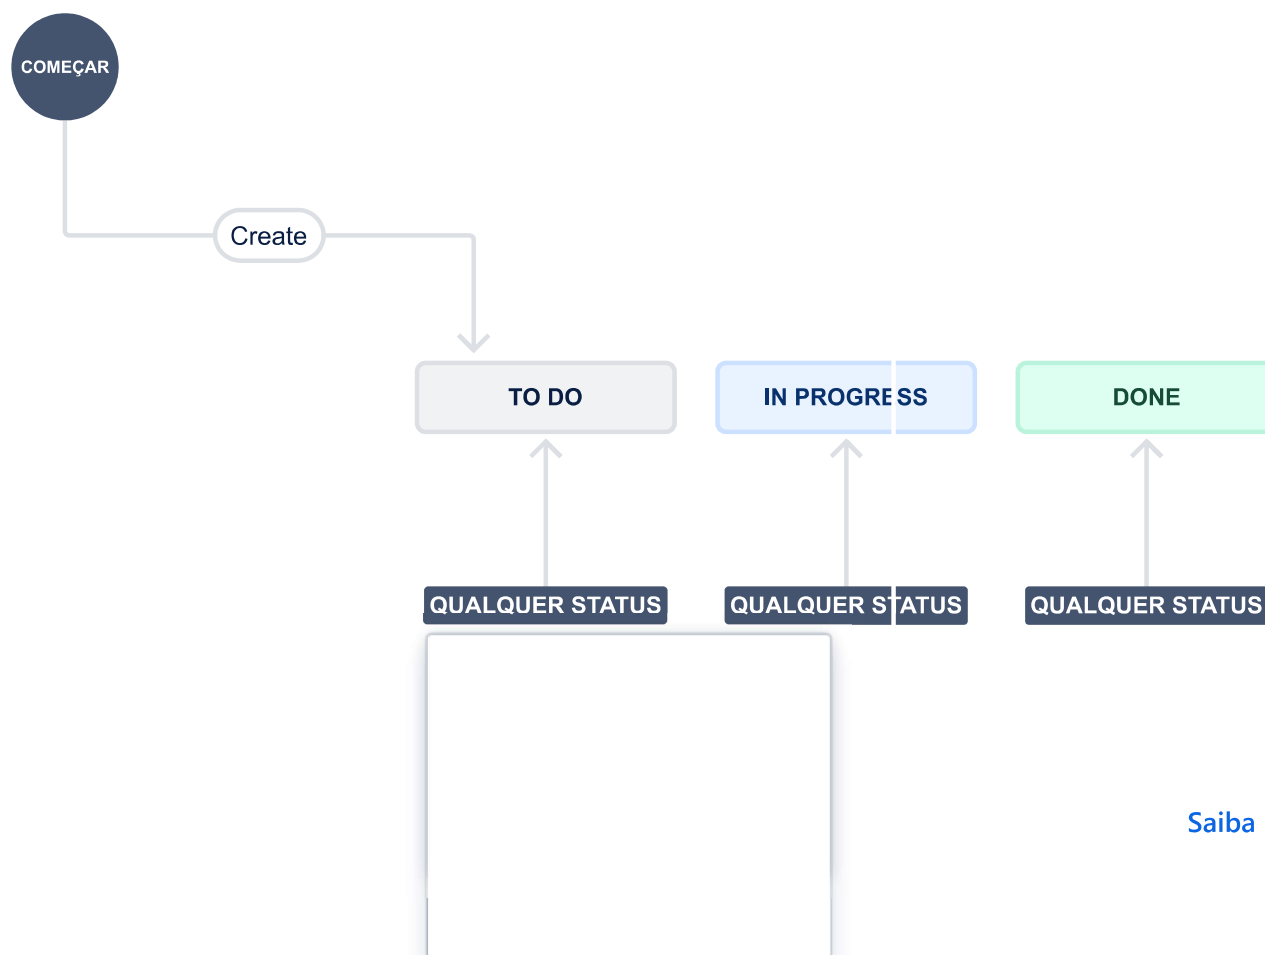 COMEÇAR
Create
TO DO
IN PROGRESS
DONE
QUALQUER STATUS
QUALQUER STATUS
QUALQUER STATUS
Saiba